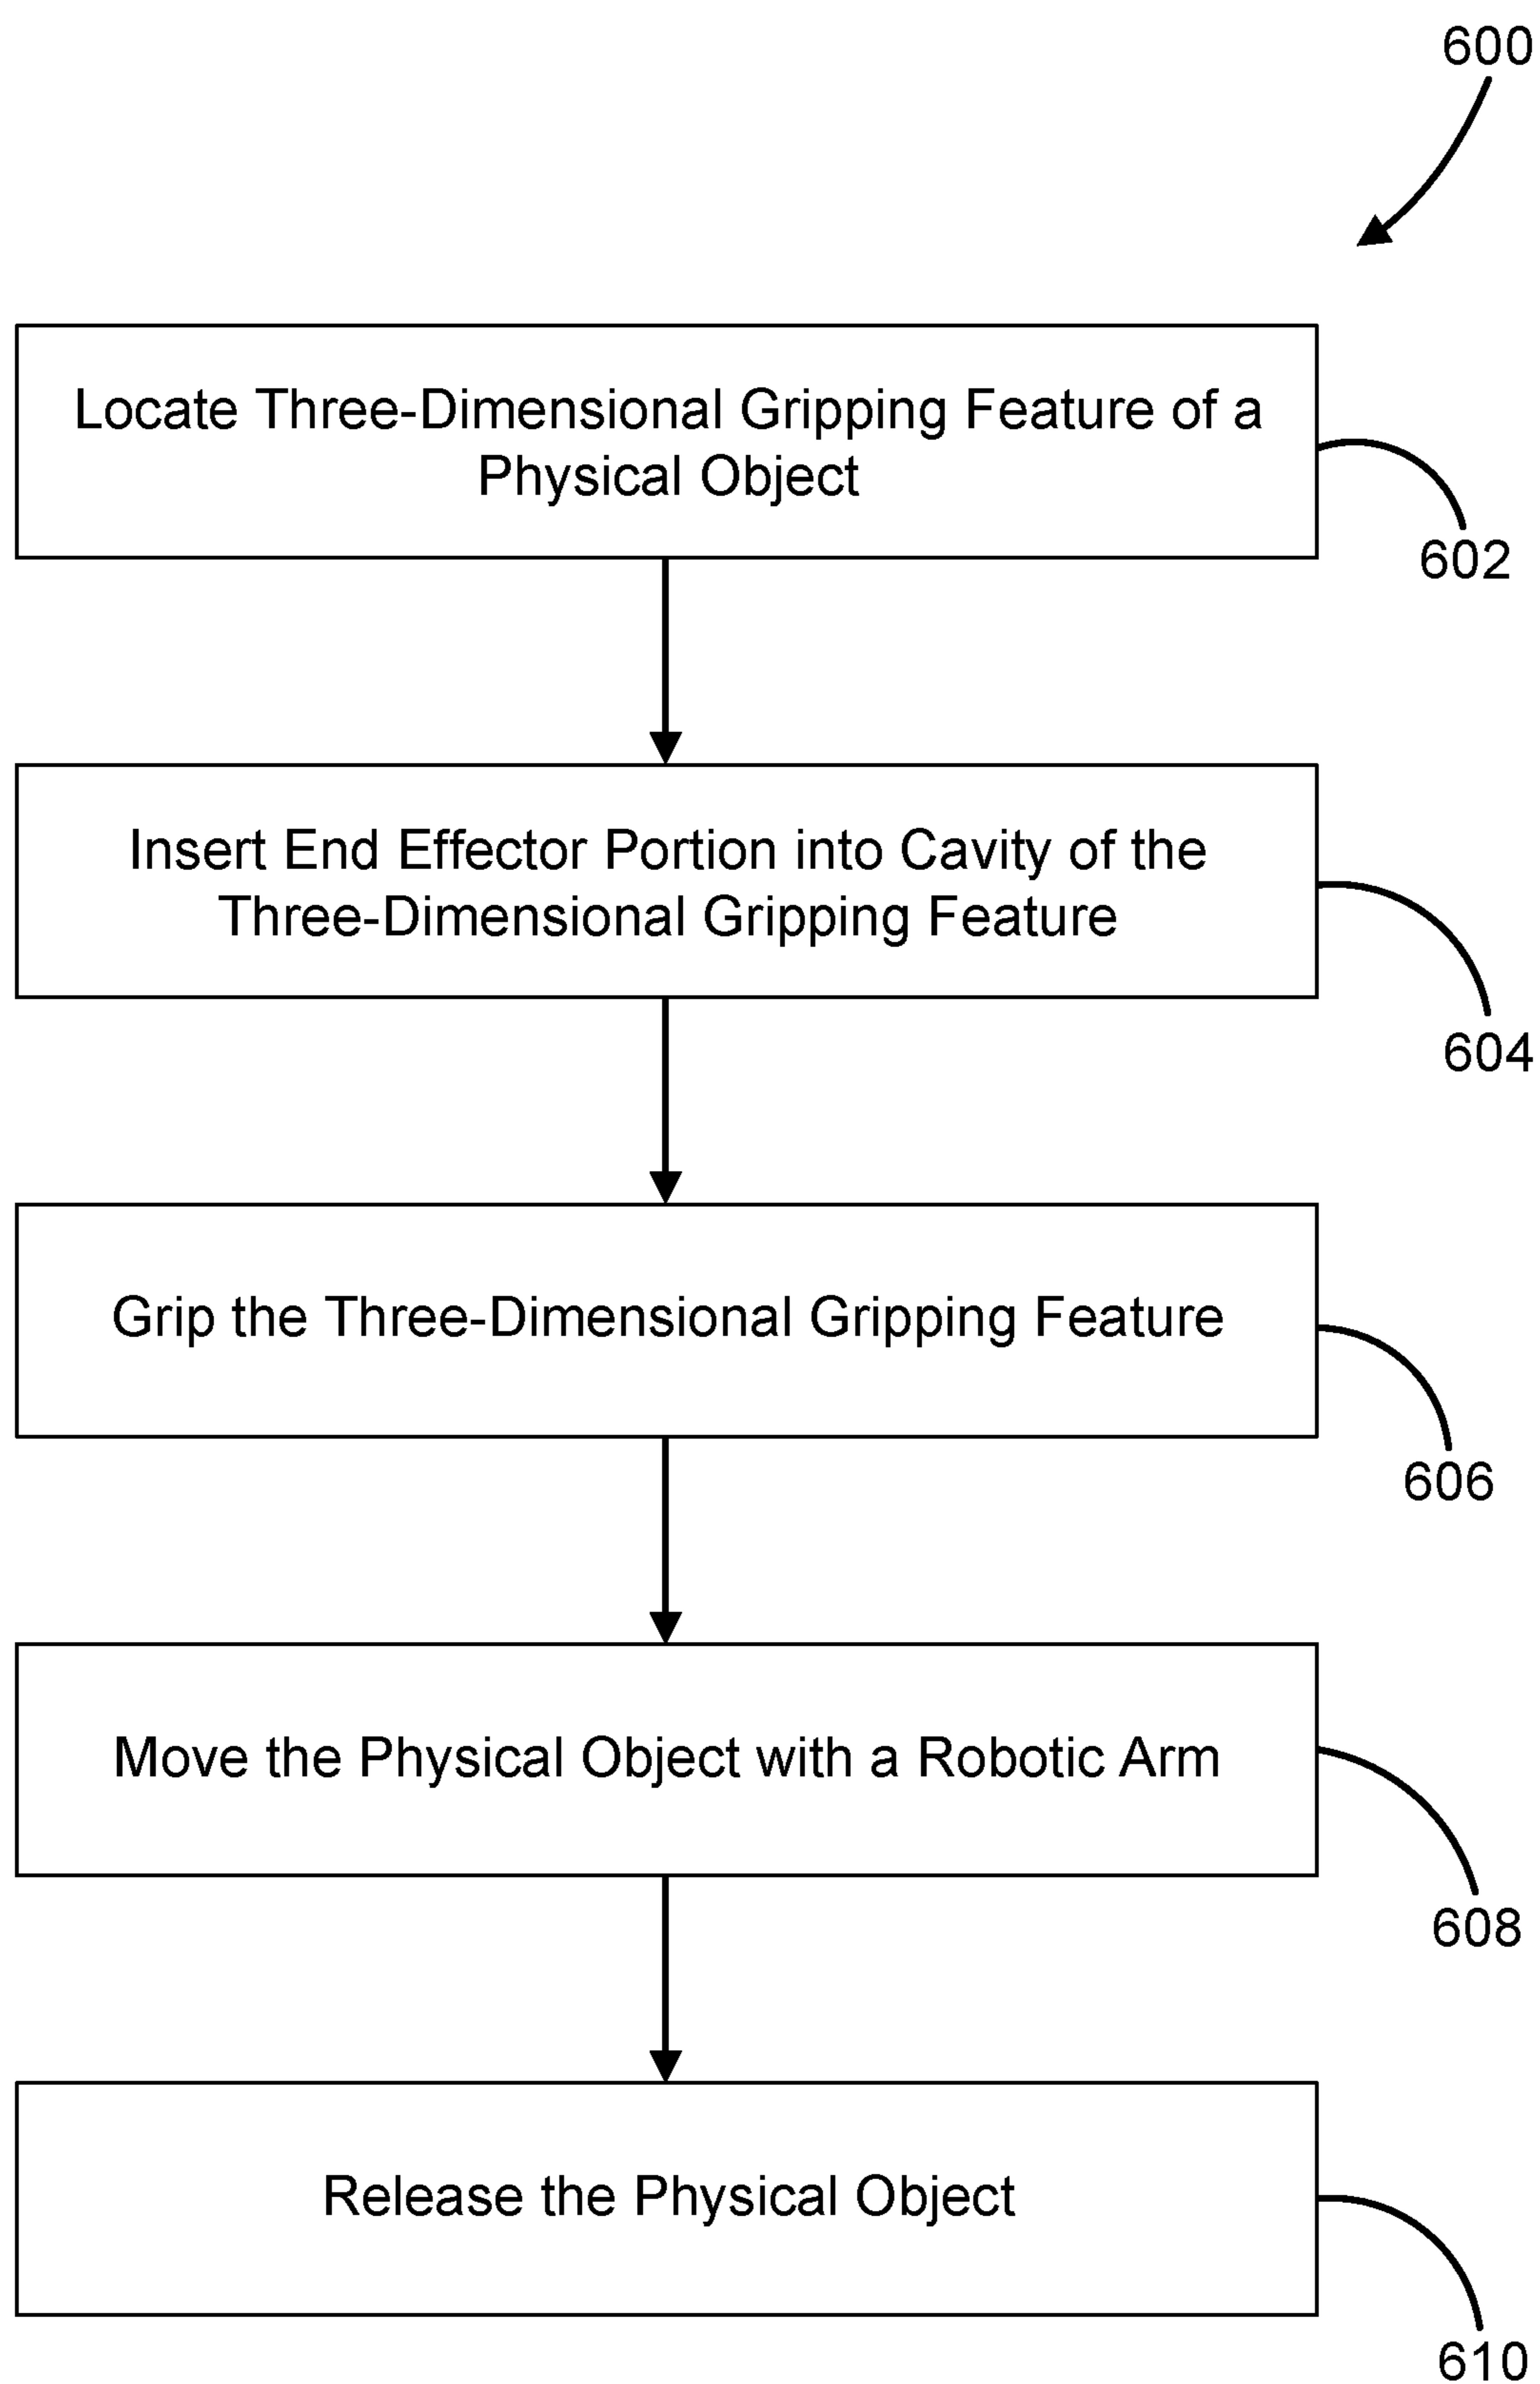 600
Locate Three-Dimensional Gripping Feature of a
Physical Object
602
Insert End Effector Portion into Cavity of the
Three-Dimensional Gripping Feature
604
Grip the Three-Dimensional Gripping Feature
606
Move the Physical Object with a Robotic Arm
608
Release the Physical Object
610